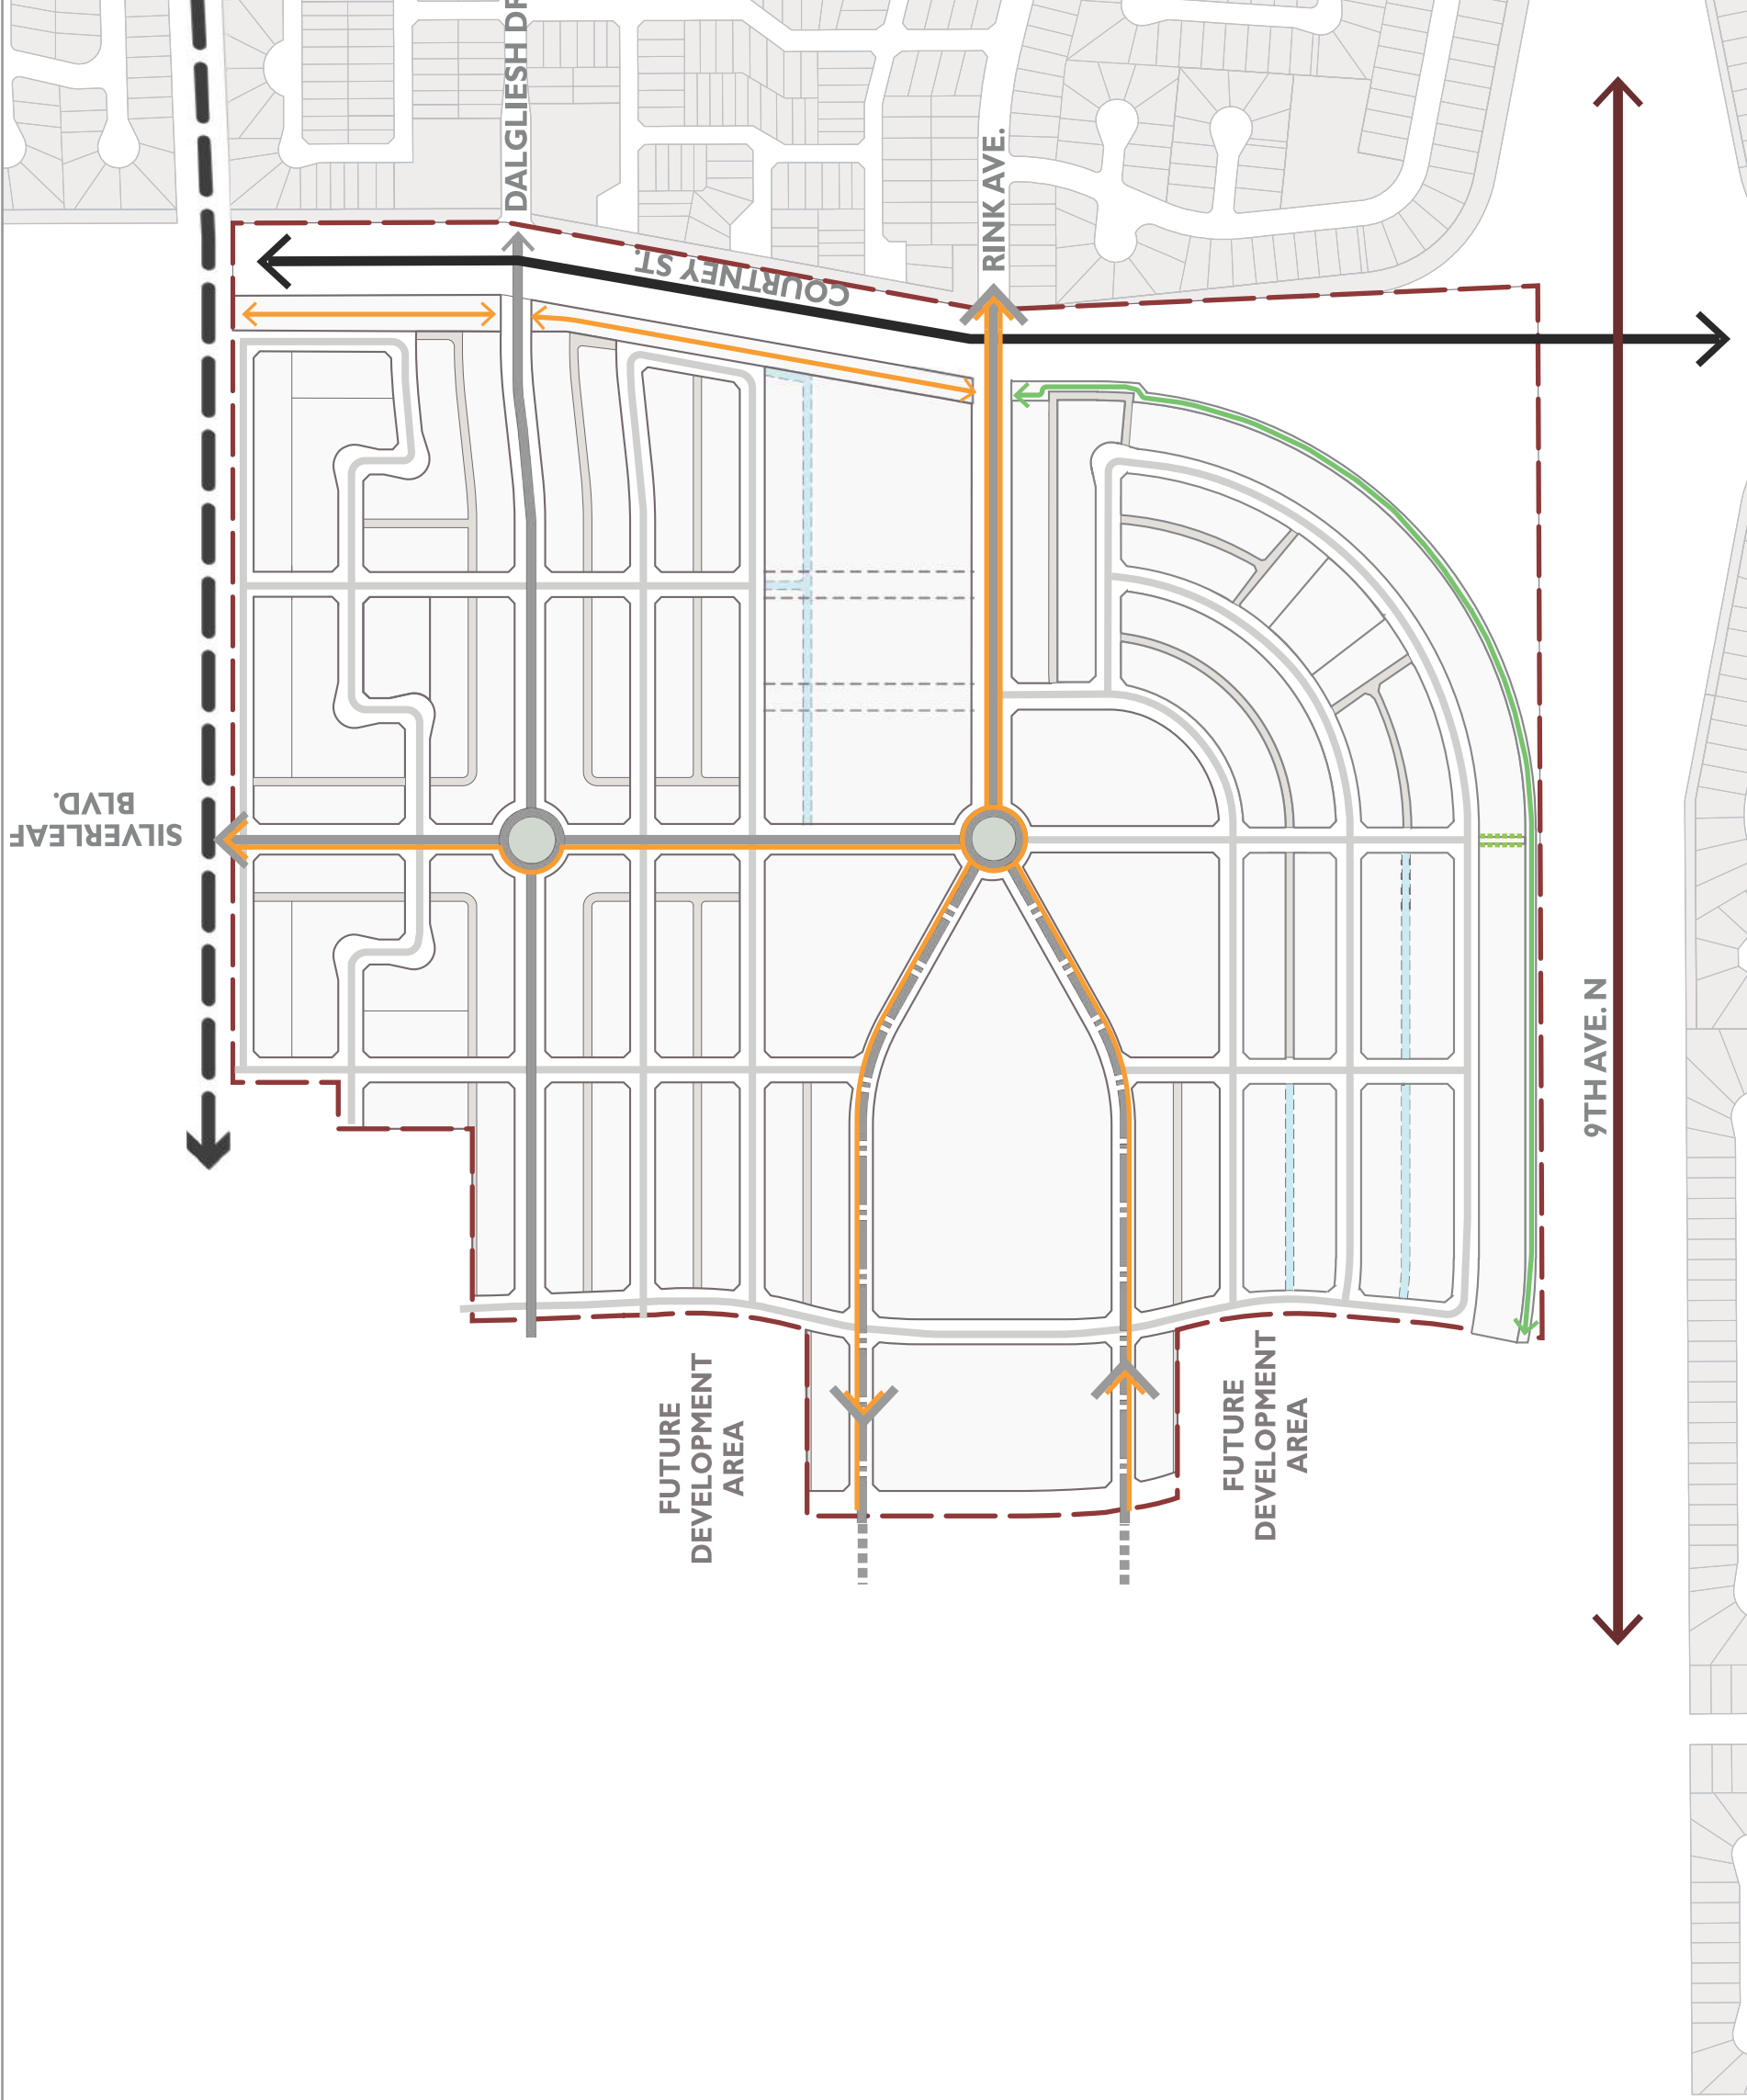 DALGLIESH DR
RINK AVE.
COURTNEY ST.
SILVERLEAF
BLVD.
9TH AVE. N
FUTURE
DEVELOPMENT
AREA
FUTURE
DEVELOPMENT
AREA